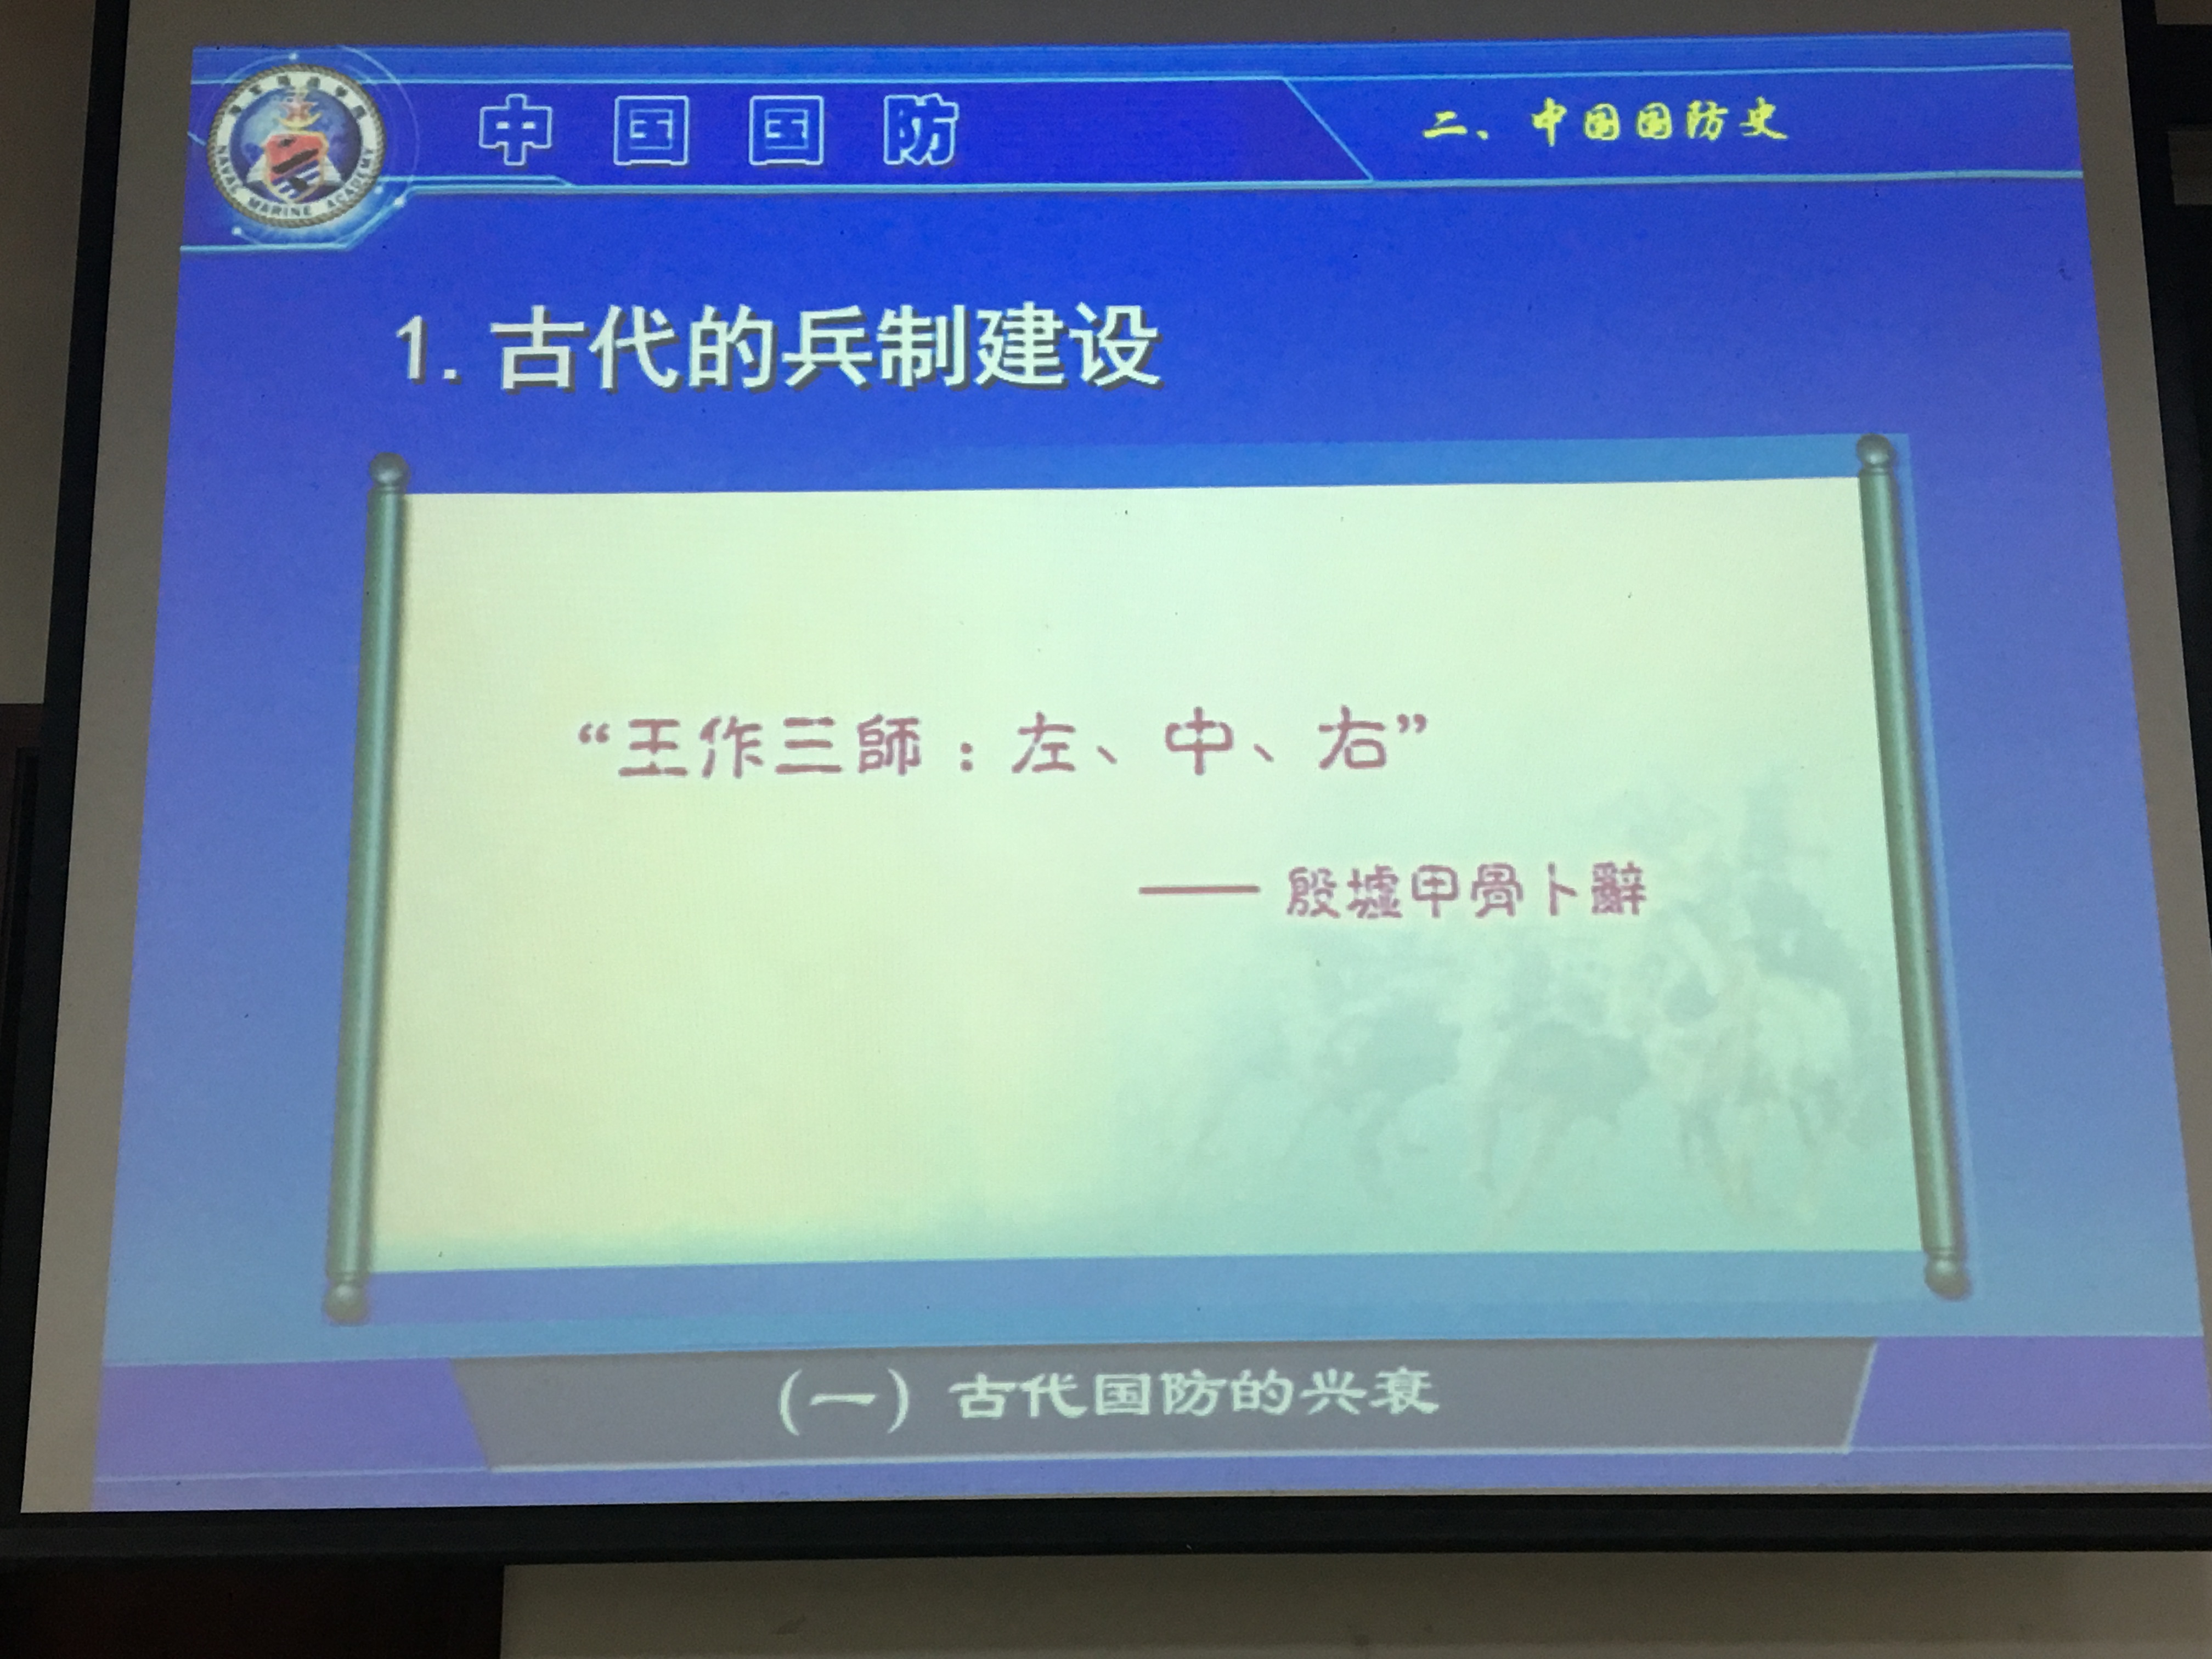 中国国防
二、中国国防史
NAVAL MARINE ACADEMY
1. 古代的兵制建设
“王作三師：左、中、右”
—— 殷墟甲骨卜辭
（一）古代国防的兴衰